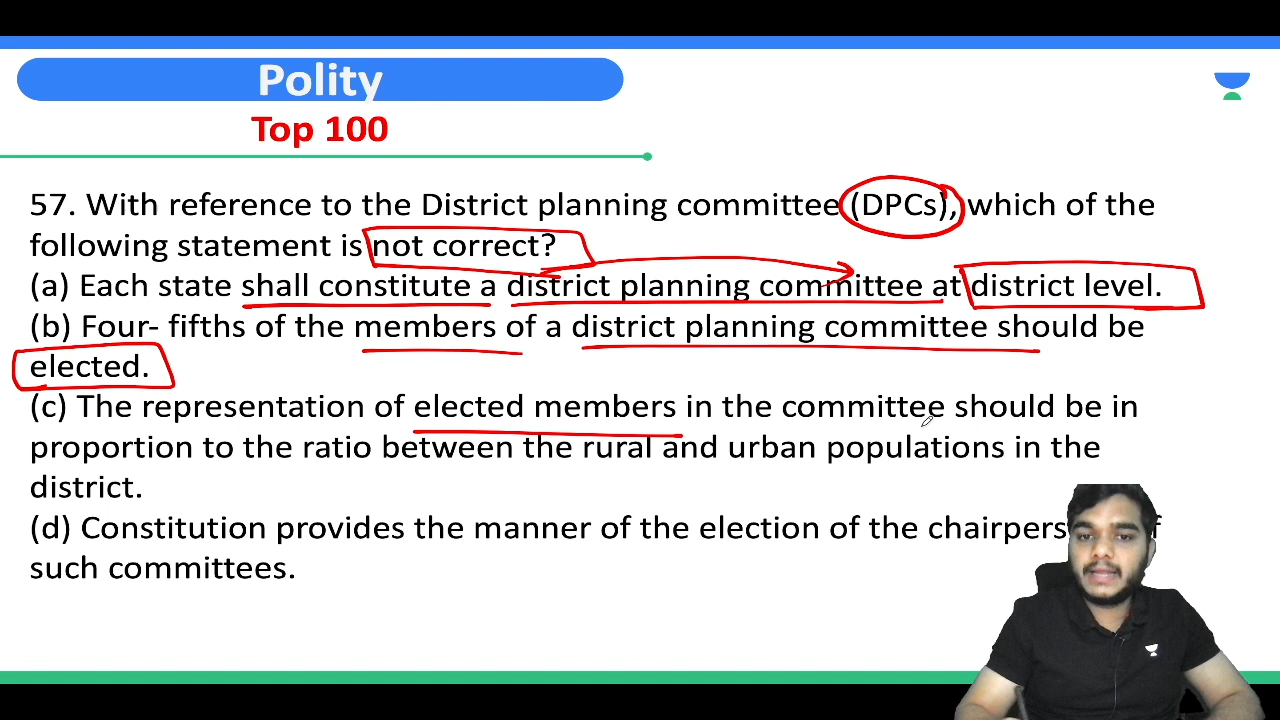 Polity
Top 100
57. With reference to the District planning committee (DPCs), which of the
following statement is not correct?
(a) Each state shall constitute a district planning committee at district level.
(b) Four- fifths of the members of a district planning committee should be
elected.
(c) The representation of elected members in the committee should be in
proportion to the ratio between the rural and urban populations in the
district.
(d) Constitution provides the manner of the election of the
such committees.